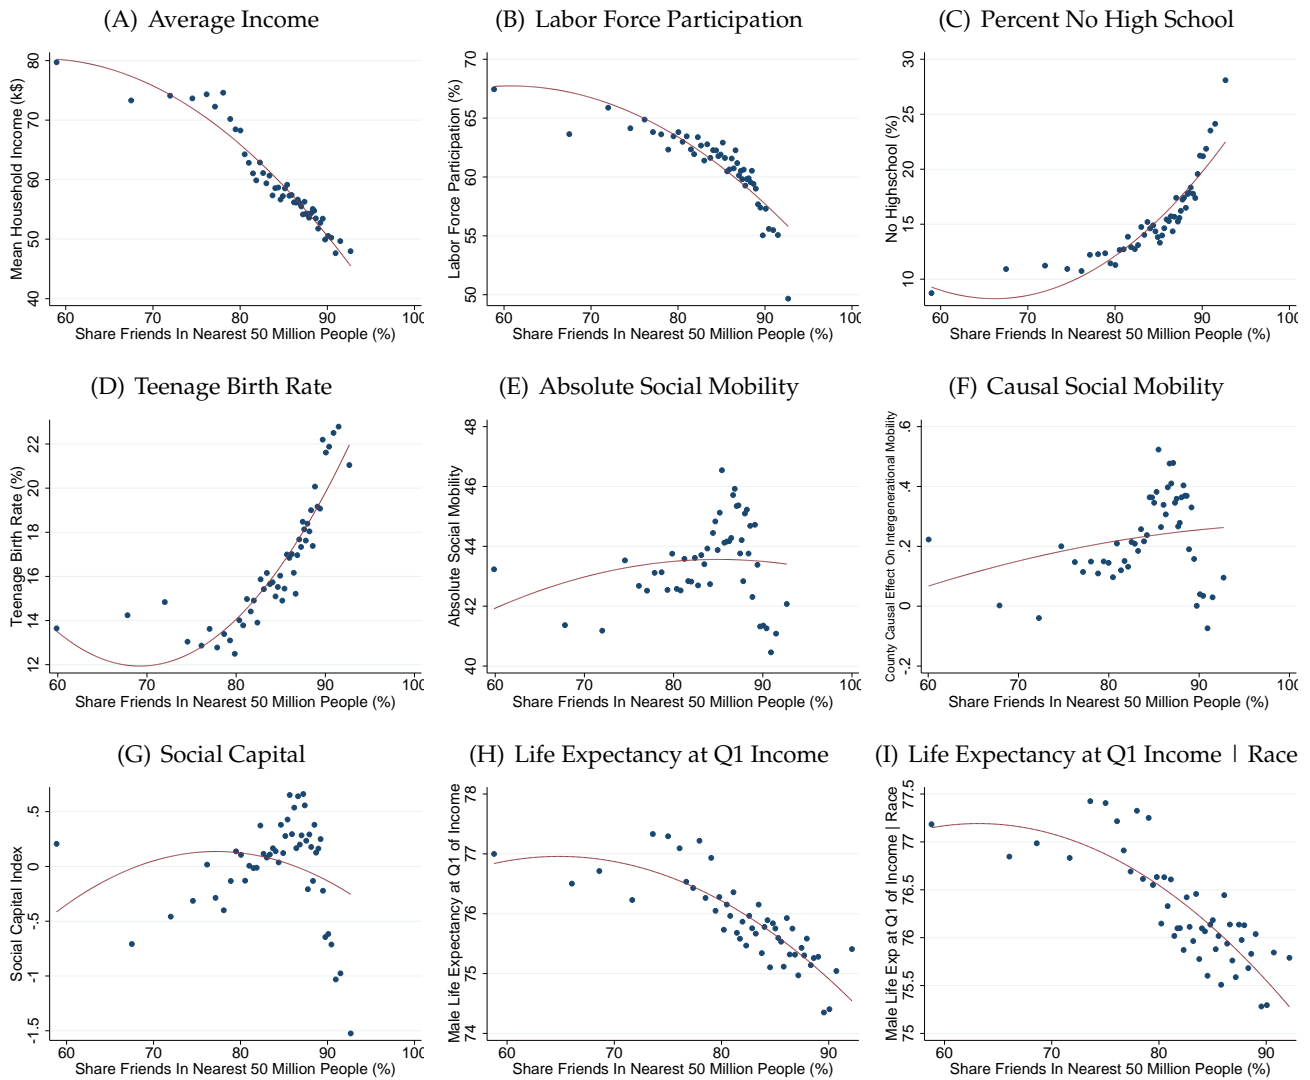 (A) Average Income
Mean Household Income (k$)
80
70
60
50
40
60 70 80 90 100
Share Friends In Nearest 50 Million People (%)
(B) Labor Force Participation
Labor Force Participation (%)
70
65
60
55
50
60 70 80 90 100
Share Friends In Nearest 50 Million People (%)
(C) Percent No High School
No Highschool (%)
30
25
20
15
10
60 70 80 90 100
Share Friends In Nearest 50 Million People (%)
(D) Teenage Birth Rate
Teenage Birth Rate (%)
22
20
18
16
14
12
60 70 80 90 100
Share Friends In Nearest 50 Million People (%)
(E) Absolute Social Mobility
Absolute Social Mobility
48
46
44
42
40
60 70 80 90 100
Share Friends In Nearest 50 Million People (%)
(F) Causal Social Mobility
County Causal Effect On Intergenerational Mobility
.6
.4
.2
0
-.2
60 70 80 90 100
Share Friends In Nearest 50 Million People (%)
(G) Social Capital
Social Capital Index
.5
0
-.5
-1
-1.5
60 70 80 90 100
Share Friends In Nearest 50 Million People (%)
(H) Life Expectancy at Q1 Income
Male Life Expectancy at Q1 of Income
78
77
76
75
74
60 70 80 90
Share Friends In Nearest 50 Million People (%)
(I) Life Expectancy at Q1 Income | Race
Male Life Exp at Q1 of Income | Race
77.5
77
76.5
76
75.5
75
60 70 80 90
Share Friends In Nearest 50 Million People (%)